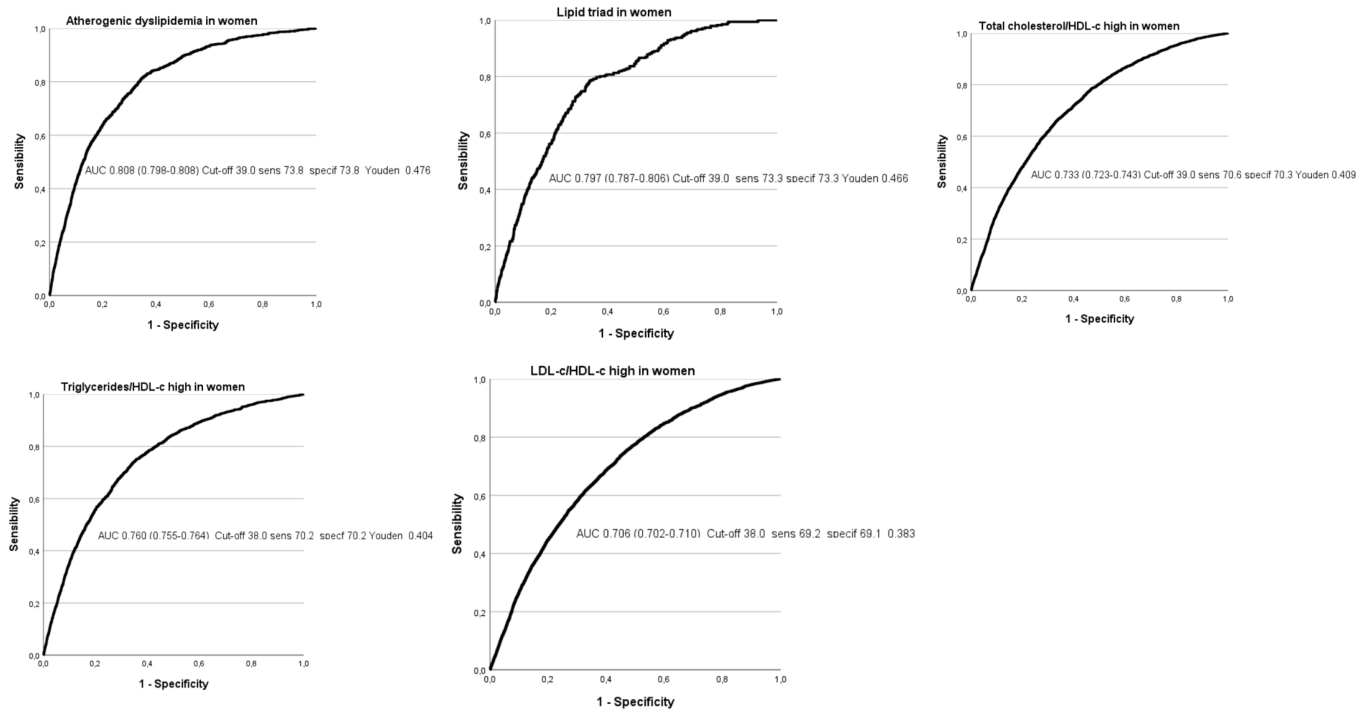 Atherogenic dyslipidemia in women
1,0
0,8
0,6
0,4
0,2
0,0
Sensibility
AUC 0.808 (0.798-0.808) Cut-off 39.0 sens 73.8 specif 73.8 Youden 0.476
0,0 0,2 0,4 0,6 0,8 1,0
1 - Specificity
Lipid triad in women
1,0
0,8
0,6
0,4
0,2
0,0
Sensibility
AUC 0.797 (0.787-0.806) Cut-off 39.0 sens 73.3 specif 73.3 Youden 0.466
0,0 0,2 0,4 0,6 0,8 1,0
1 - Specificity
Total cholesterol/HDL-c high in women
1,0
0,8
0,6
0,4
0,2
0,0
Sensibility
AUC 0.733 (0.723-0.743) Cut-off 39.0 sens 70.6 specif 70.3 Youden 0.409
0,0 0,2 0,4 0,6 0,8 1,0
1 - Specificity
Triglycerides/HDL-c high in women
1,0
0,8
0,6
0,4
0,2
0,0
Sensibility
AUC 0.760 (0.755-0.764) Cut-off 38.0 sens 70.2 specf 70.2 Youden 0.404
0,0 0,2 0,4 0,6 0,8 1,0
1 - Specificity
LDL-c/HDL-c high in women
1,0
0,8
0,6
0,4
0,2
0,0
Sensibility
AUC 0.706 (0.702-0.710) Cut-off 38.0 sens 69.2 specif 69.1 0.383
0,0 0,2 0,4 0,6 0,8 1,0
1 - Specificity